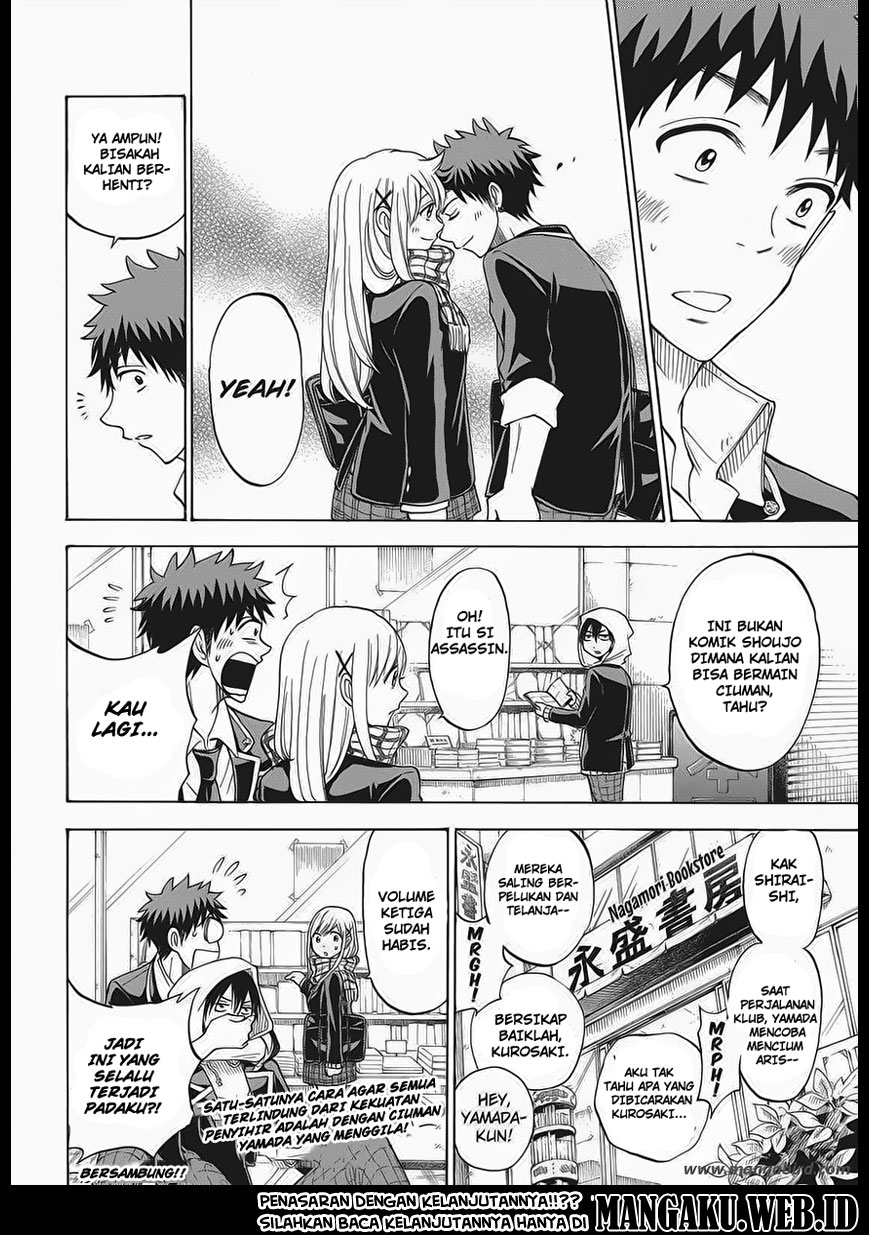 YA AMPUN!
BISAKAH
KALIAN BER-
HENTI?
YEAH!
INI BUKAN
KOMIK SHOUJO
DIMANA KALIAN
BISA BERMAIN
CIUMAN,
TAHU?
OH!
ITU SI
ASSASSIN.
KAU
LAGI...
KAK
SHIRAI-
SHI,
SAAT
PERJALANAN
KLUB, YAMADA
MENCOBA
MENCIUM
ARIS--
MRPH!
MEREKA
SALING BER-
PELUKAN DAN
TELANJA--
MRGH!
Nagamori Bookstore
永盛書房
永盛書
BERSIKAP
BAIKLAH,
KUROSAKI.
AKU TAK
TAHU APA YANG
DIBICARAKAN
KUROSAKI...
HEY,
YAMADA-
KUN!
VOLUME
KETIGA
SUDAH
HABIS.
JADI
INI YANG
SELALU
TERJADI
PADAKU?!
SATU-SATUNYA CARA AGAR SEMUA
TERLINDUNG DARI KEKUATAN
PENYIHIR ADALAH DENGAN CIUMAN
YAMADA YANG MENGGILA!
BERSAMBUNG!!
PENASARAN DENGAN KELANJUTANNYA!!??
SILAHKAN BACA KELANJUTANNYA HANYA DI
MANGAKU.WEB.ID